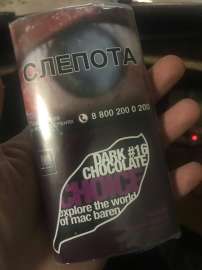 СЛЕПОТА
8 800 200 0 200
DARK #16
CHOCOLATE
CHOICE
explore the world
of mac baren